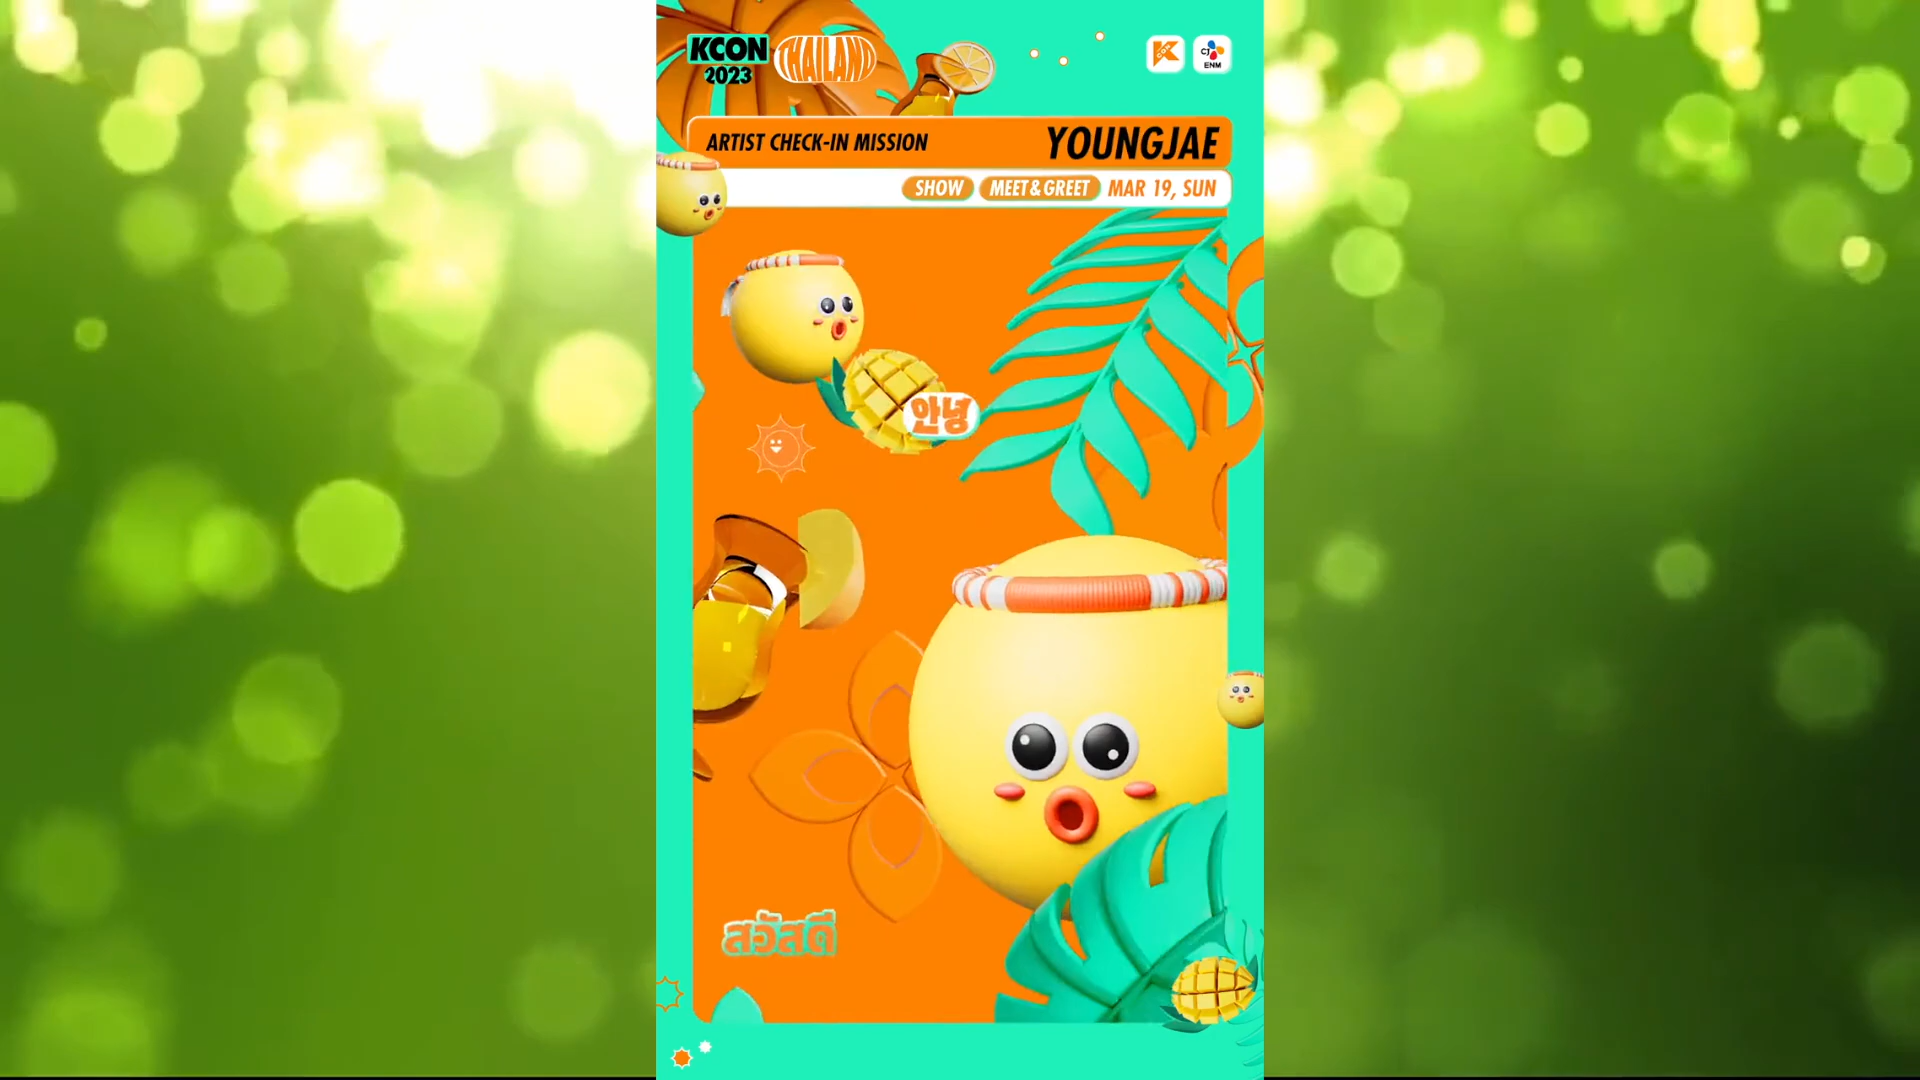 KCON
2023
THAILAND
KCON
CJ
ENM
ARTIST CHECK-IN MISSION
YOUNGJAE
SHOW
MEET&GREET
MAR 19, SUN
안녕
สวัสดี